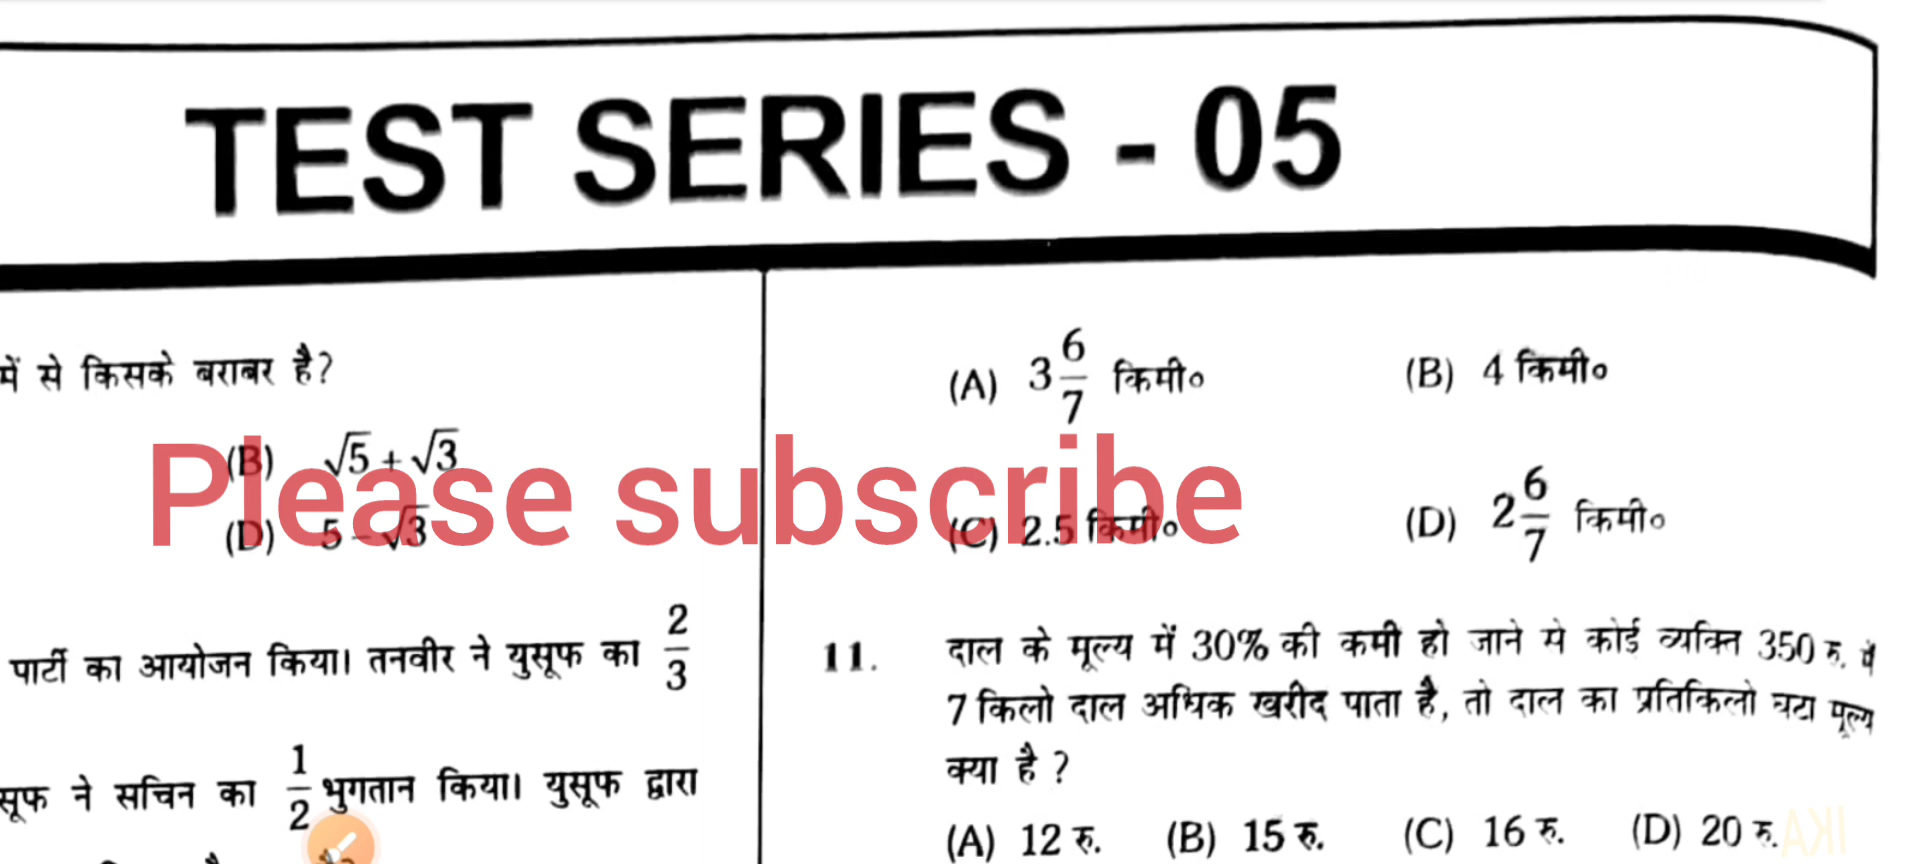 TEST SERIES - 05
में से किसके बराबर है?
(B) √5 + √3
(D) 5 - √3
पार्टी का आयोजन किया। तनवीर ने युसूफ का 2/3
सूफ ने सचिन का 1/2 भुगतान किया। युसूफ द्वारा
(A) 3 6/7 किमी० (B) 4 किमी०
(C) 2.5 किमी० (D) 2 6/7 किमी०
11. दाल के मूल्य में 30% की कमी हो जाने से कोई व्यक्ति 350 रु. में
7 किलो दाल अधिक खरीद पाता है, तो दाल का प्रतिकिलो घटा मूल्य
क्या है ?
(A) 12 रु. (B) 15 रु. (C) 16 रु. (D) 20 रु.
Please subscribe